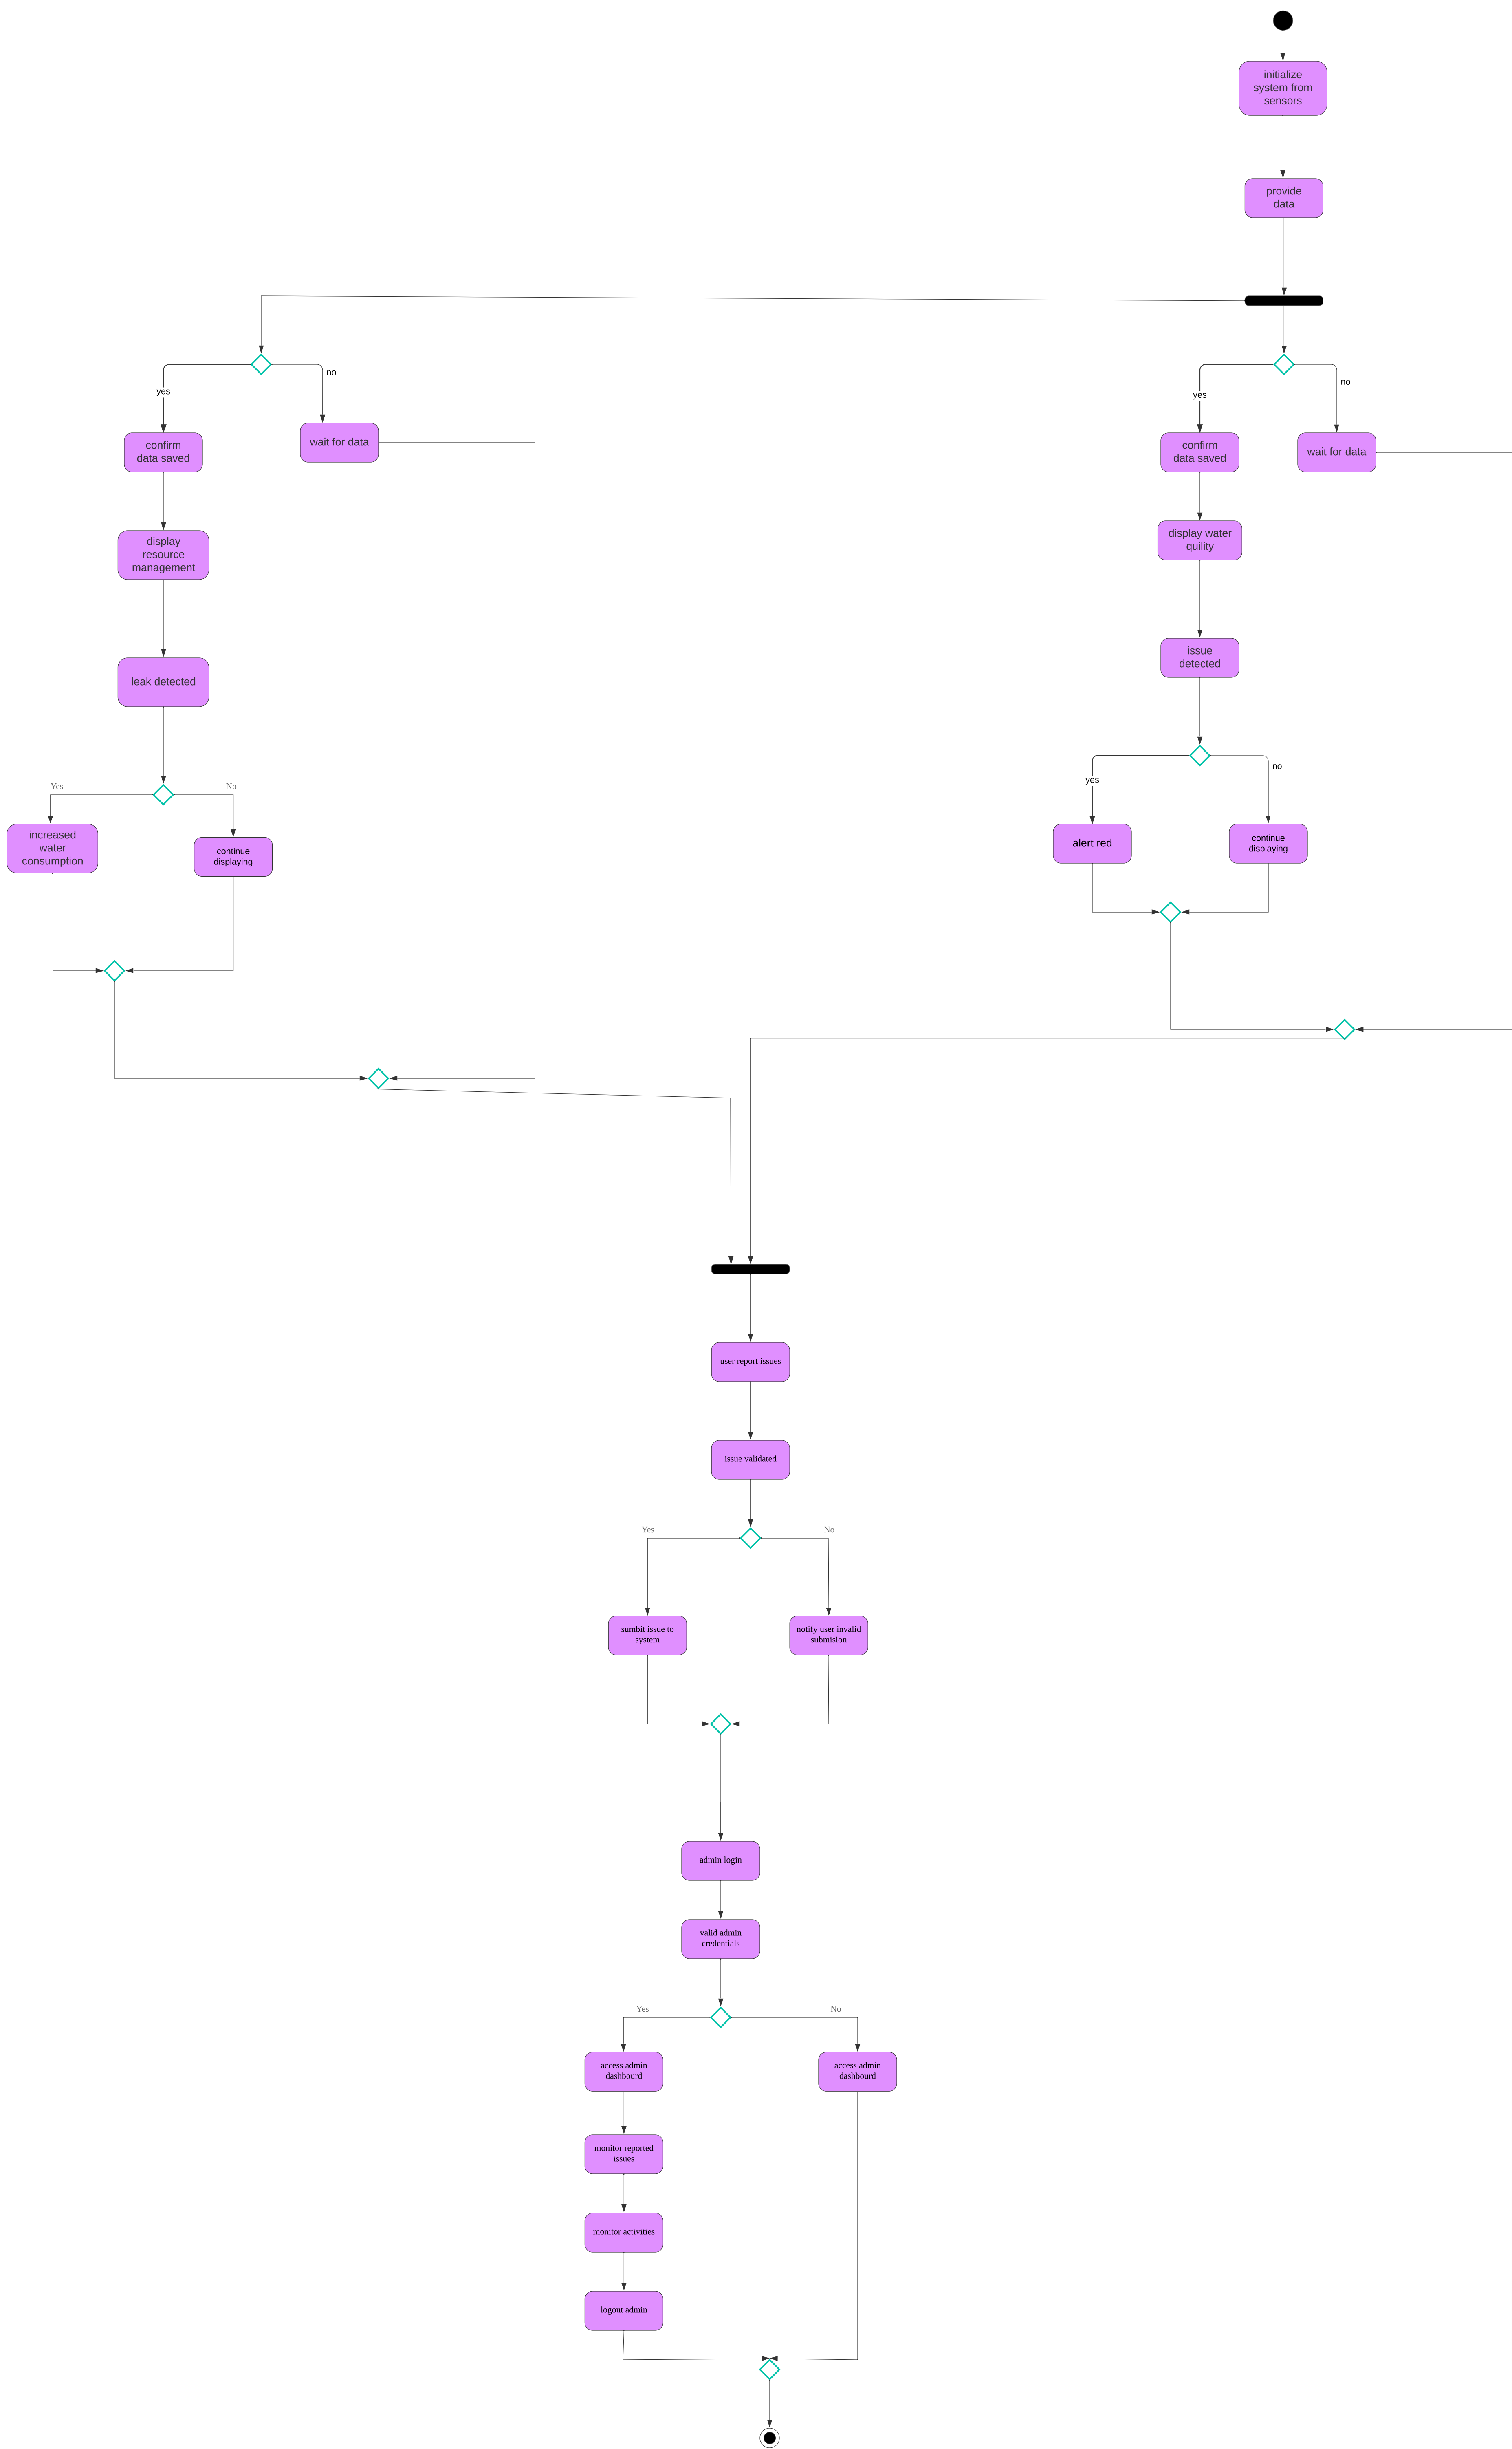 initialize
system from
sensors
provide
data
no
yes
confirm
data saved
wait for data
display
resource
management
leak detected
Yes
No
increased
water
consumption
continue
displaying
no
yes
confirm
data saved
wait for data
display water
quility
issue
detected
no
yes
alert red
continue
displaying
user report issues
issue validated
Yes
No
sumbit issue to
system
notify user invalid
submision
admin login
valid admin
credentials
Yes
No
access admin
dashbourd
access admin
dashbourd
monitor reported
issues
monitor activities
logout admin